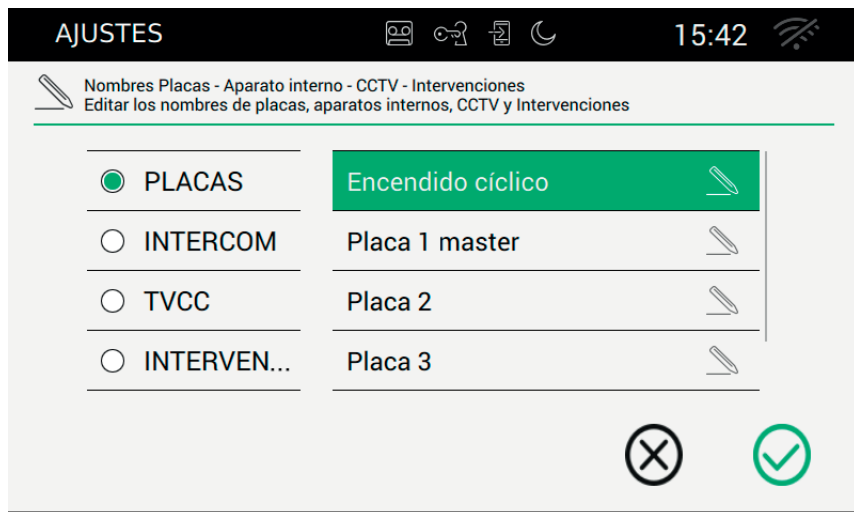 AJUSTES 15:42
Nombres Placas - Aparato interno - CCTV - Intervenciones
Editar los nombres de placas, aparatos internos, CCTV y Intervenciones
PLACAS
INTERCOM
TVCC
INTERVEN...
Encendido cíclico
Placa 1 master
Placa 2
Placa 3